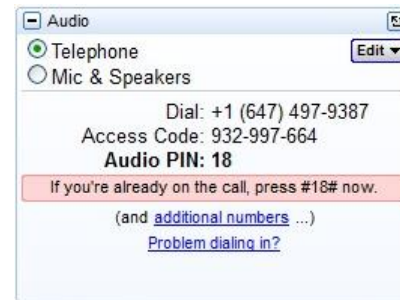 Audio
Telephone
Edit
Mic & Speakers
Dial: +1 (647) 497-9387
Access Code: 932-997-664
Audio PIN: 18
If you're already on the call, press #18# now.
(and additional numbers ...)
Problem dialing in?